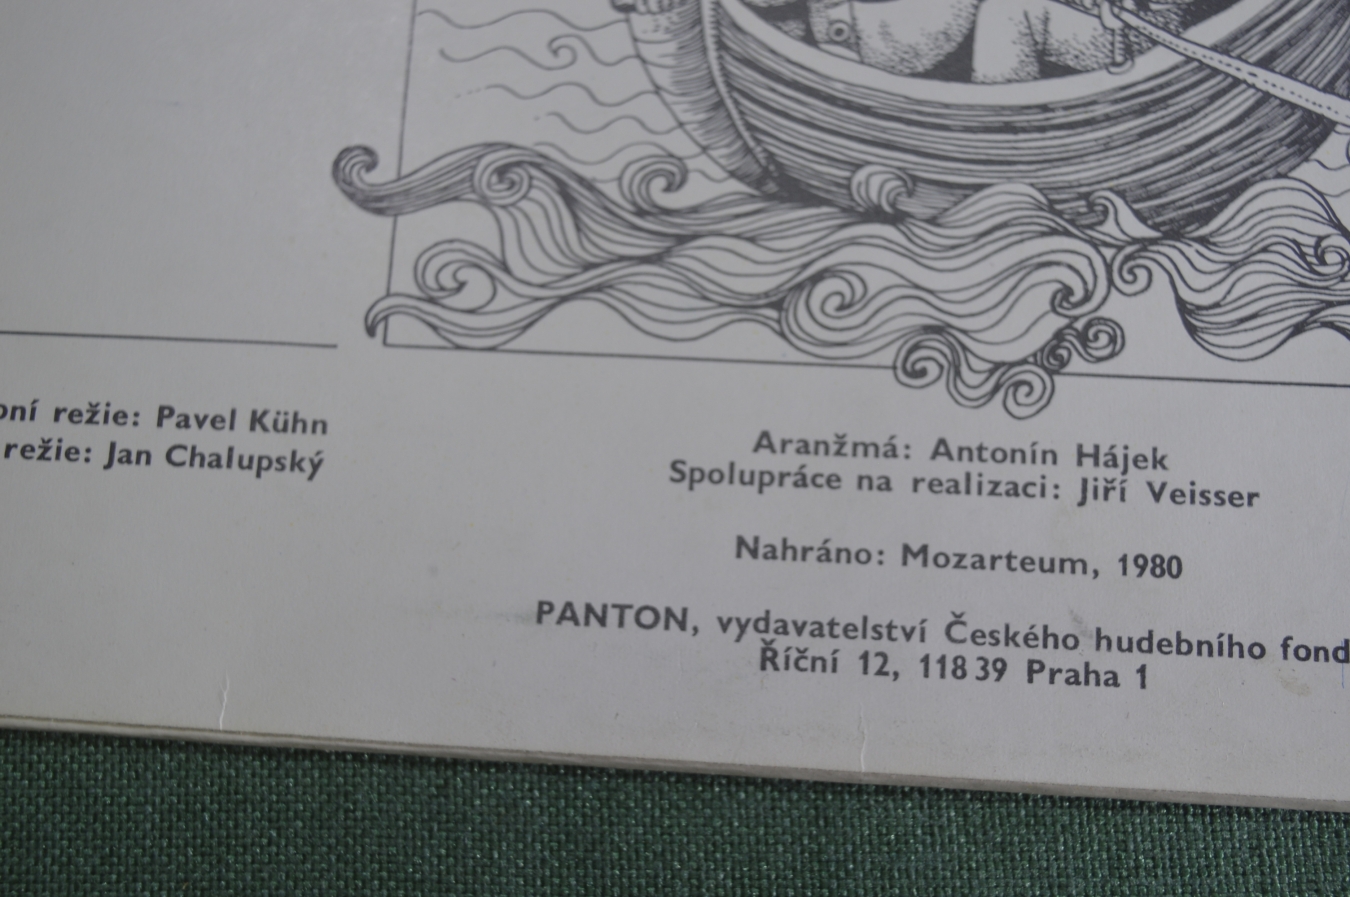 režie: Pavel Kühn
režie: Jan Chalupský
Aranžmá: Antonín Hájek
Spolupráce na realizaci: Jiří Veisser
Nahráno: Mozarteum, 1980
PANTON, vydavatelství Českého hudebního fond
Říční 12, 118 39 Praha 1